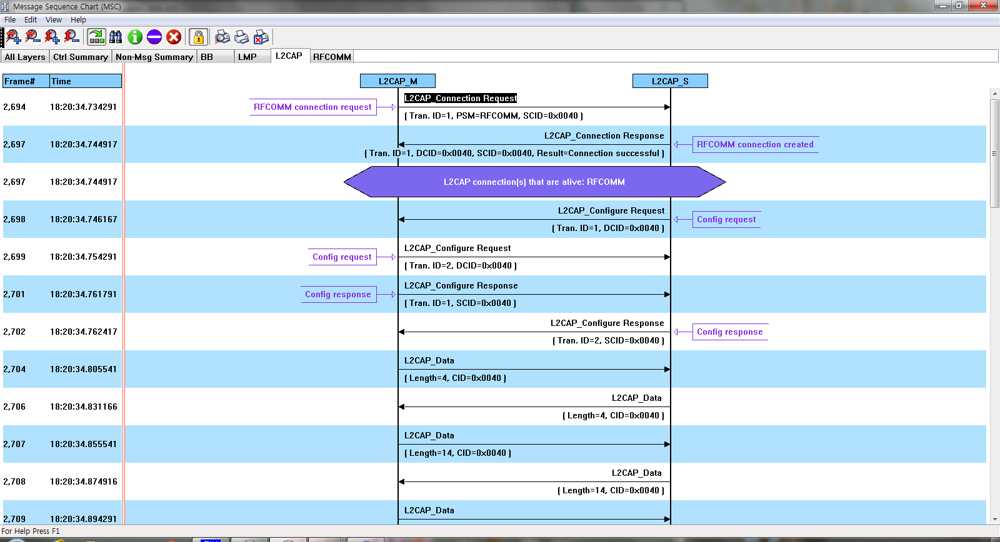 Message Sequence Chart (MSC)
File Edit View Help
All Layers Ctrl Summary Non-Msg Summary BB LMP L2CAP RFCOMM
Frame# Time L2CAP_M L2CAP_S
L2CAP_Connection Request
2,694 18:20:34.734291 RFCOMM connection request
( Tran. ID=1, PSM=RFCOMM, SCID=0x0040 )
L2CAP_Connection Response
2,697 18:20:34.744917 RFCOMM connection created
( Tran. ID=1, DCID=0x0040, SCID=0x0040, Result=Connection successful )
2,697 18:20:34.744917 L2CAP connection(s) that are alive: RFCOMM
L2CAP_Configure Request
2,698 18:20:34.746167 Config request
( Tran. ID=1, DCID=0x0040 )
L2CAP_Configure Request
2,699 18:20:34.754291 Config request
( Tran. ID=2, DCID=0x0040 )
L2CAP_Configure Response
2,701 18:20:34.761791 Config response
( Tran. ID=1, SCID=0x0040 )
L2CAP_Configure Response
2,702 18:20:34.762417 Config response
( Tran. ID=2, SCID=0x0040 )
L2CAP_Data
2,704 18:20:34.805541
( Length=4, CID=0x0040 )
L2CAP_Data
2,706 18:20:34.831166
( Length=4, CID=0x0040 )
L2CAP_Data
2,707 18:20:34.855541
( Length=14, CID=0x0040 )
L2CAP_Data
2,708 18:20:34.874916
( Length=14, CID=0x0040 )
L2CAP_Data
2,709 18:20:34.894291
For Help Press F1